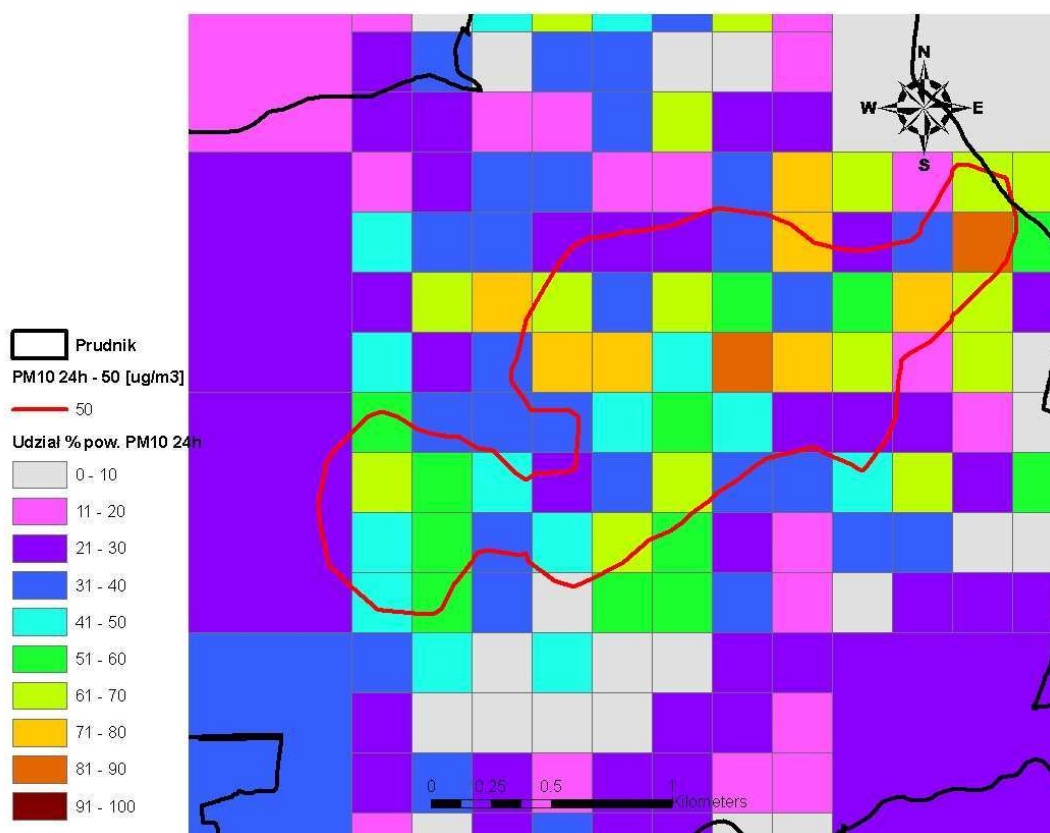 N
W E
S
Prudnik
PM10 24h - 50 [ug/m3]
50
Udział % pow. PM10 24h
0 - 10
11 - 20
21 - 30
31 - 40
41 - 50
51 - 60
61 - 70
71 - 80
81 - 90
91 - 100
0 0.25 0.5 1
Kilometers